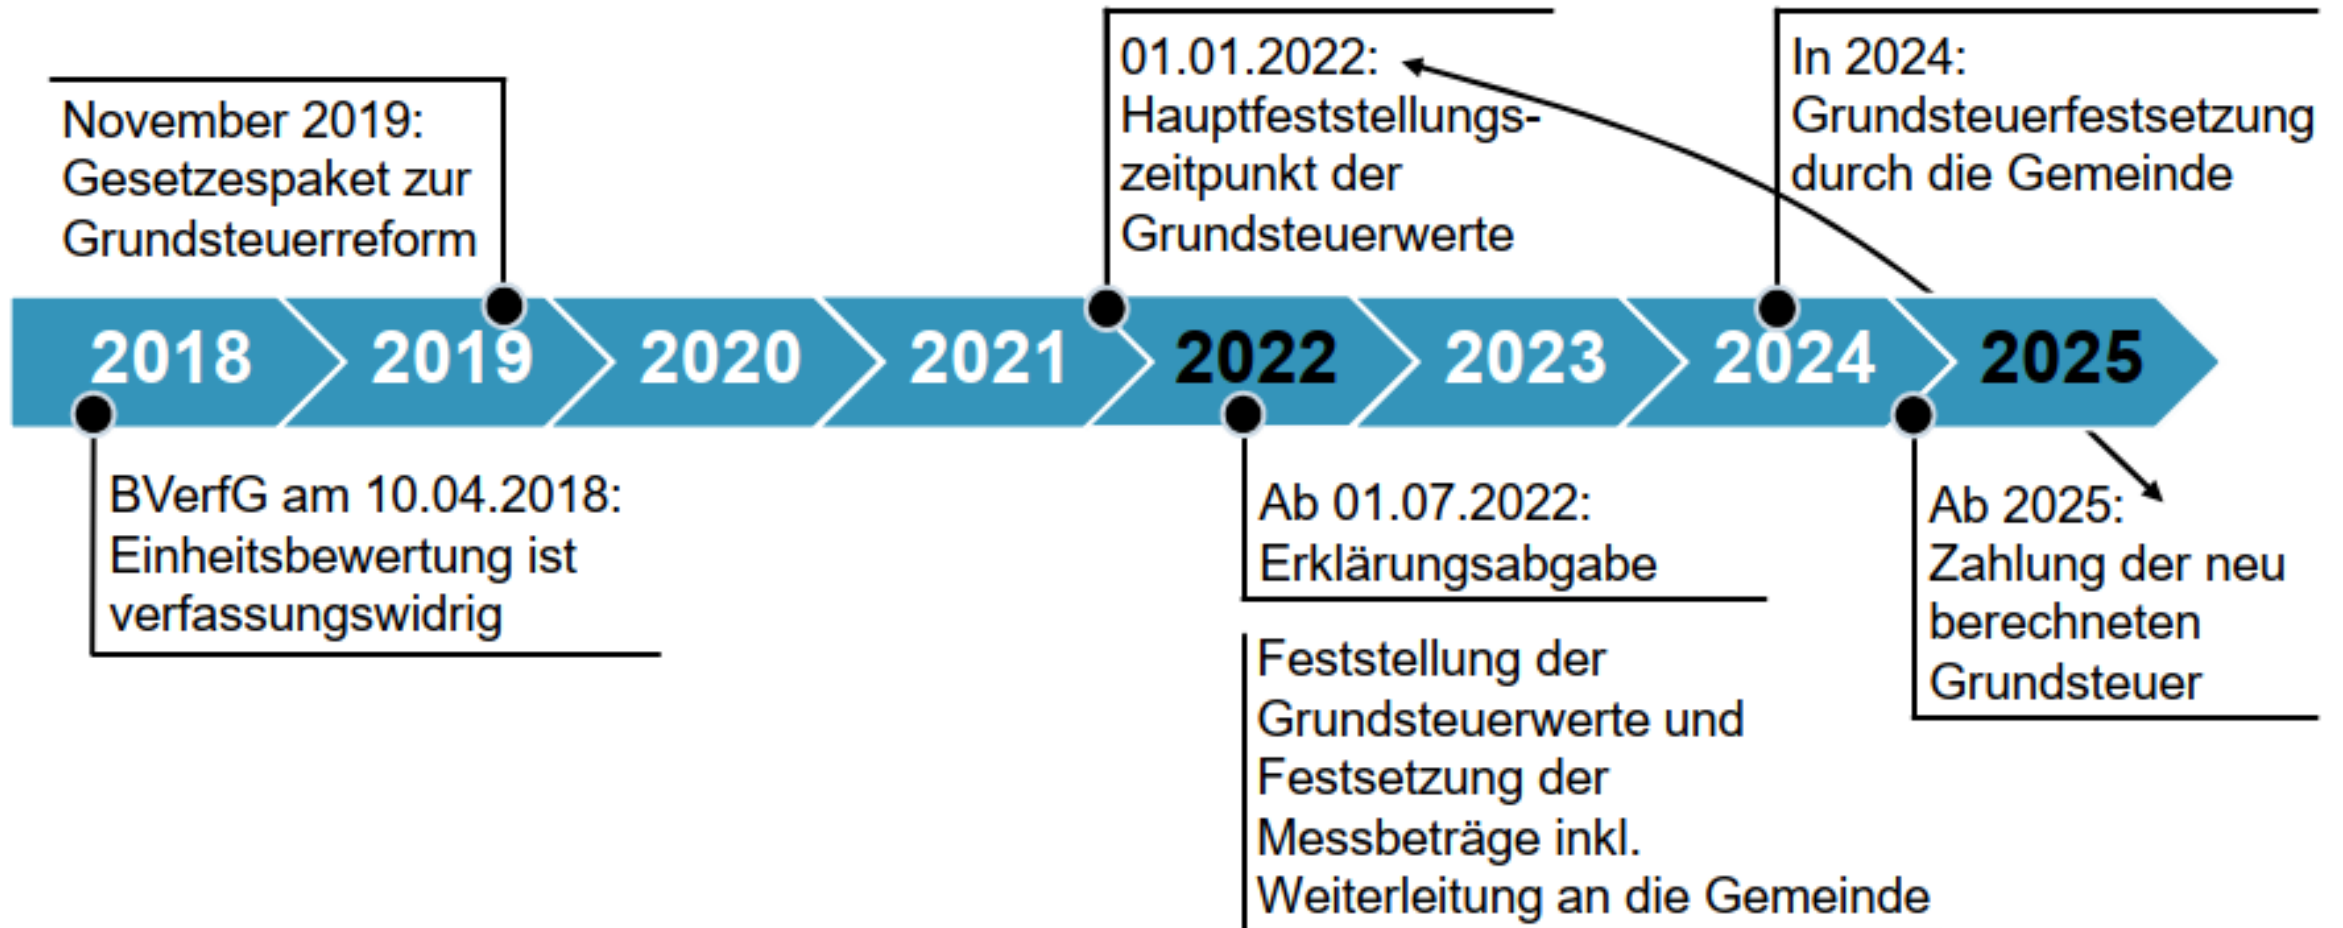 November 2019:
Gesetzespaket zur
Grundsteuerreform
01.01.2022:
Hauptfeststellungs-
zeitpunkt der
Grundsteuerwerte
In 2024:
Grundsteuerfestsetzung
durch die Gemeinde
2018
2019
2020
2021
2022
2023
2024
2025
BVerfG am 10.04.2018:
Einheitsbewertung ist
verfassungswidrig
Ab 01.07.2022:
Erklärungsabgabe
Feststellung der
Grundsteuerwerte und
Festsetzung der
Messbeträge inkl.
Weiterleitung an die Gemeinde
Ab 2025:
Zahlung der neu
berechneten
Grundsteuer